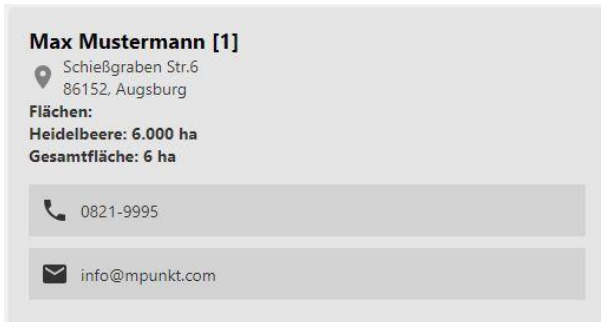 Max Mustermann [1]
Schießgraben Str.6
86152, Augsburg
Flächen:
Heidelbeere: 6.000 ha
Gesamtfläche: 6 ha
0821-9995
info@mpunkt.com